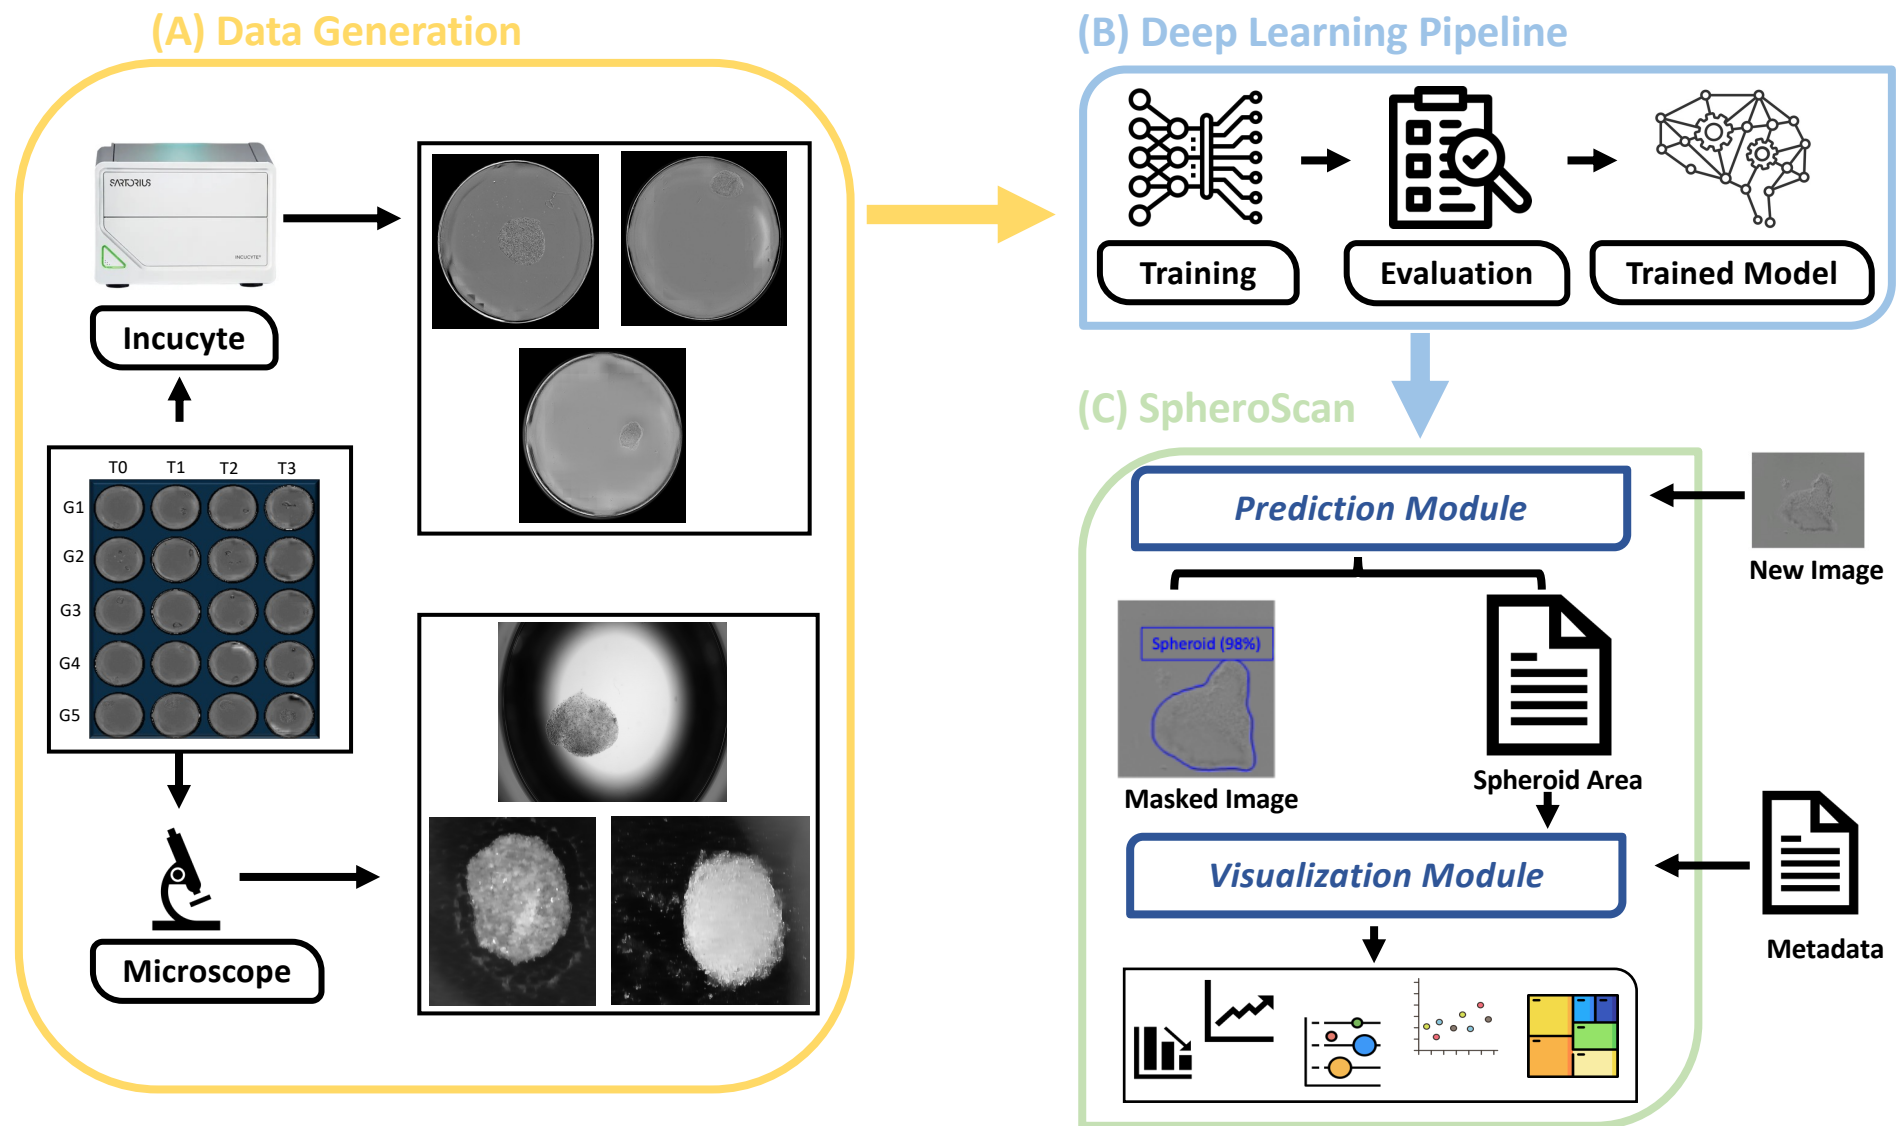 (A) Data Generation
SARTORIUS
INCUCYTE®
Incucyte
T0 T1 T2 T3
G1
G2
G3
G4
G5
Microscope
(B) Deep Learning Pipeline
Training
Evaluation
Trained Model
(C) SpheroScan
Prediction Module
New Image
Spheroid (98%)
Masked Image
Spheroid Area
Visualization Module
Metadata